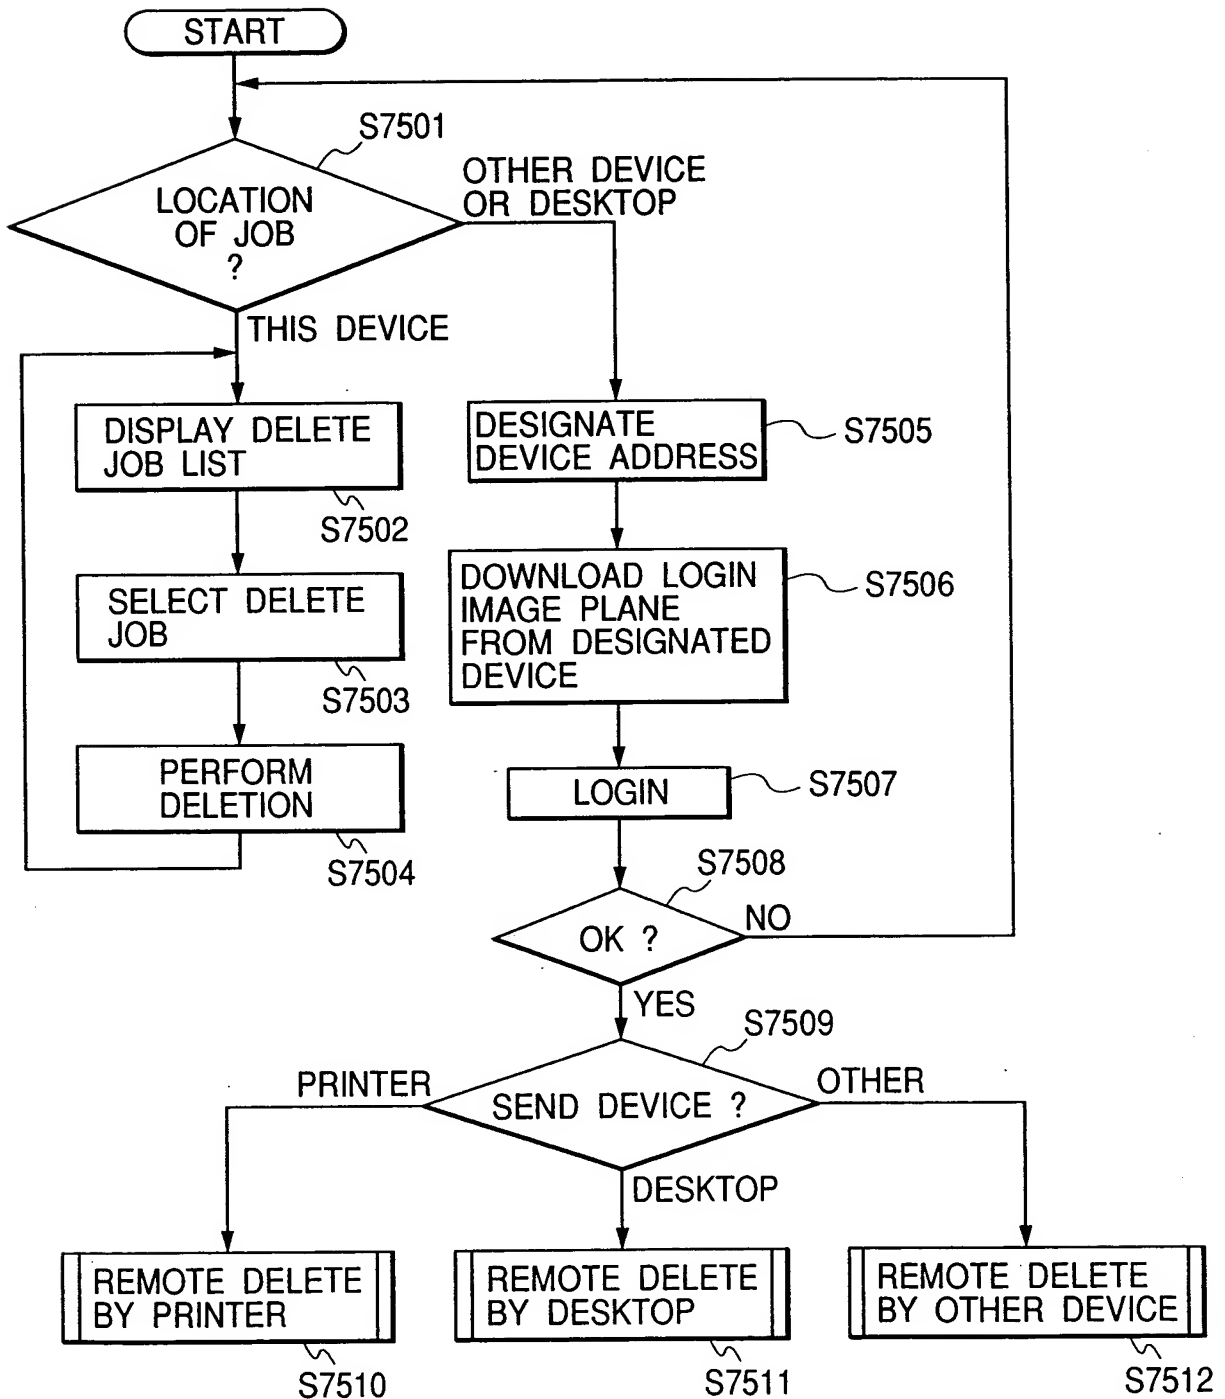 START
S7501
LOCATION
OF JOB
?
OTHER DEVICE
OR DESKTOP
THIS DEVICE
DISPLAY DELETE
JOB LIST
S7502
SELECT DELETE
JOB
S7503
PERFORM
DELETION
S7504
DESIGNATE
DEVICE ADDRESS
S7505
DOWNLOAD LOGIN
IMAGE PLANE
FROM DESIGNATED
DEVICE
S7506
LOGIN
S7507
S7508
OK ?
NO
YES
S7509
SEND DEVICE ?
PRINTER
OTHER
DESKTOP
REMOTE DELETE
BY PRINTER
S7510
REMOTE DELETE
BY DESKTOP
S7511
REMOTE DELETE
BY OTHER DEVICE
S7512